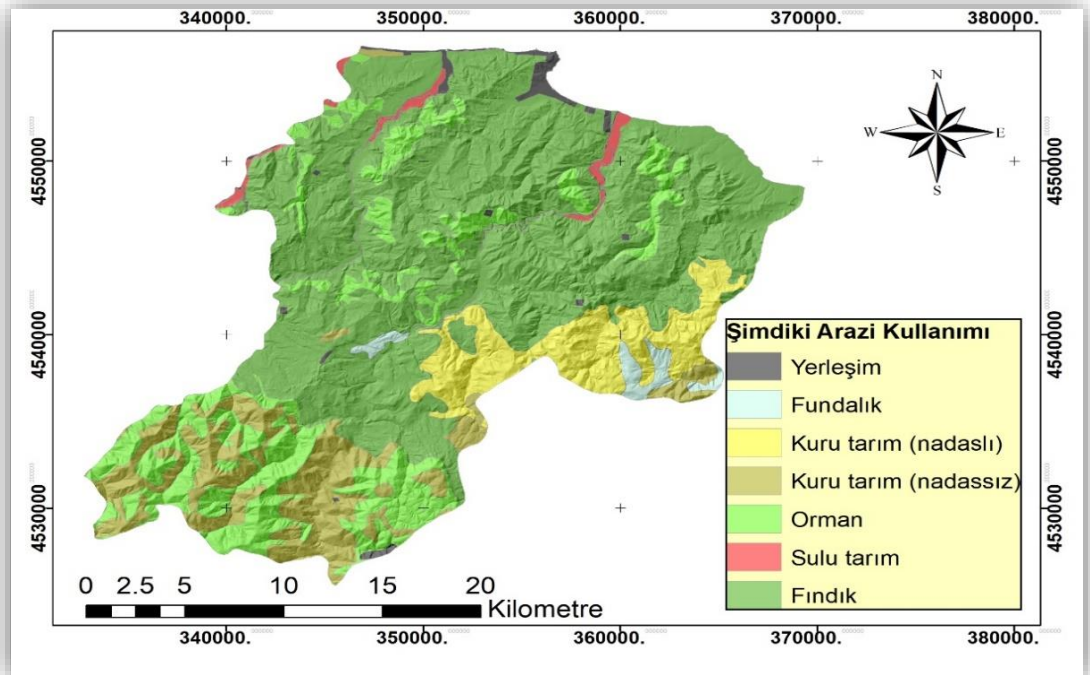 340000. 350000. 360000. 370000. 380000.
N
W E
S
4550000 4550000
4540000 4540000
4530000 4530000
Şimdiki Arazi Kullanımı
Yerleşim
Fundalık
Kuru tarım (nadaslı)
Kuru tarım (nadassız)
Orman
Sulu tarım
Fındık
0 2.5 5 10 15 20
Kilometre
340000. 350000. 360000. 370000. 380000.